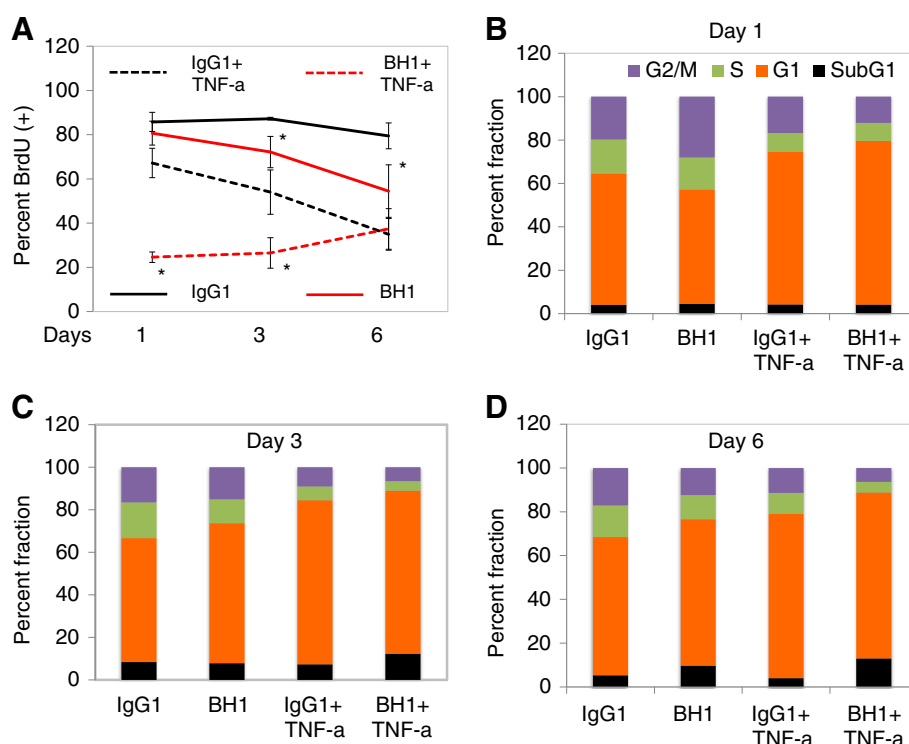 A
120
100
80
60
40
20
0
Percent BrdU (+)
IgG1+
TNF-a
BH1+
TNF-a
*
*
*
*
IgG1
BH1
Days
1
3
6
B
Day 1
G2/M S G1 SubG1
120
100
80
60
40
20
0
Percent fraction
IgG1
BH1
IgG1+
TNF-a
BH1+
TNF-a
C
Day 3
120
100
80
60
40
20
0
Percent fraction
IgG1
BH1
IgG1+
TNF-a
BH1+
TNF-a
D
Day 6
120
100
80
60
40
20
0
Percent fraction
IgG1
BH1
IgG1+
TNF-a
BH1+
TNF-a